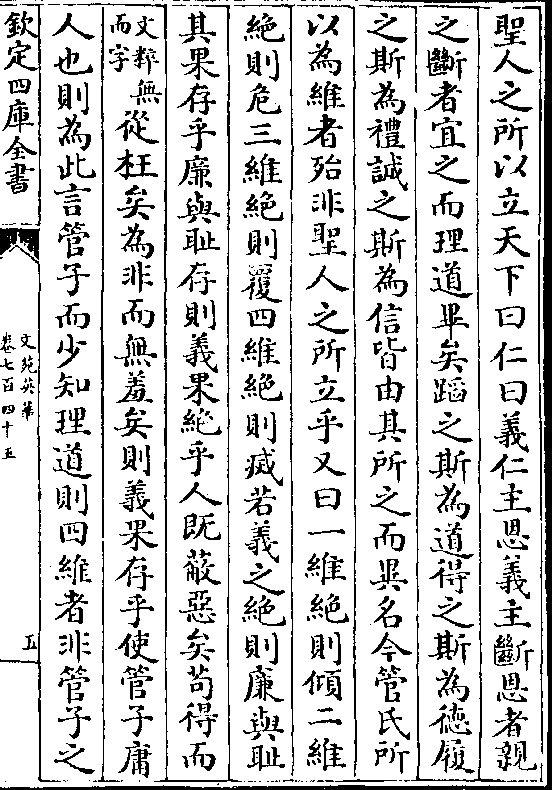 聖人之所以立天下曰仁曰義仁主恩義主斷恩者親
之斷者宜之而理道畢矣蹈之斯為道得之斯為德履
之斯為禮誠之斯為信皆由其所之而異名今管氏所
以為維者殆非聖人之所立乎又曰一維絶則傾二維
絶則危三維絶則覆四維絶則㓕若義之絶則廉與耻
其果存乎廉與耻存則義果絶乎人既蔽惡矣苟得而
文粹無
而字
從枉矣為非而無羞矣則義果存乎使管子庸
人也則為此言管子而少知理道則四維者非管子之
欽定四庫全書
文苑英華
卷七百四十五
五